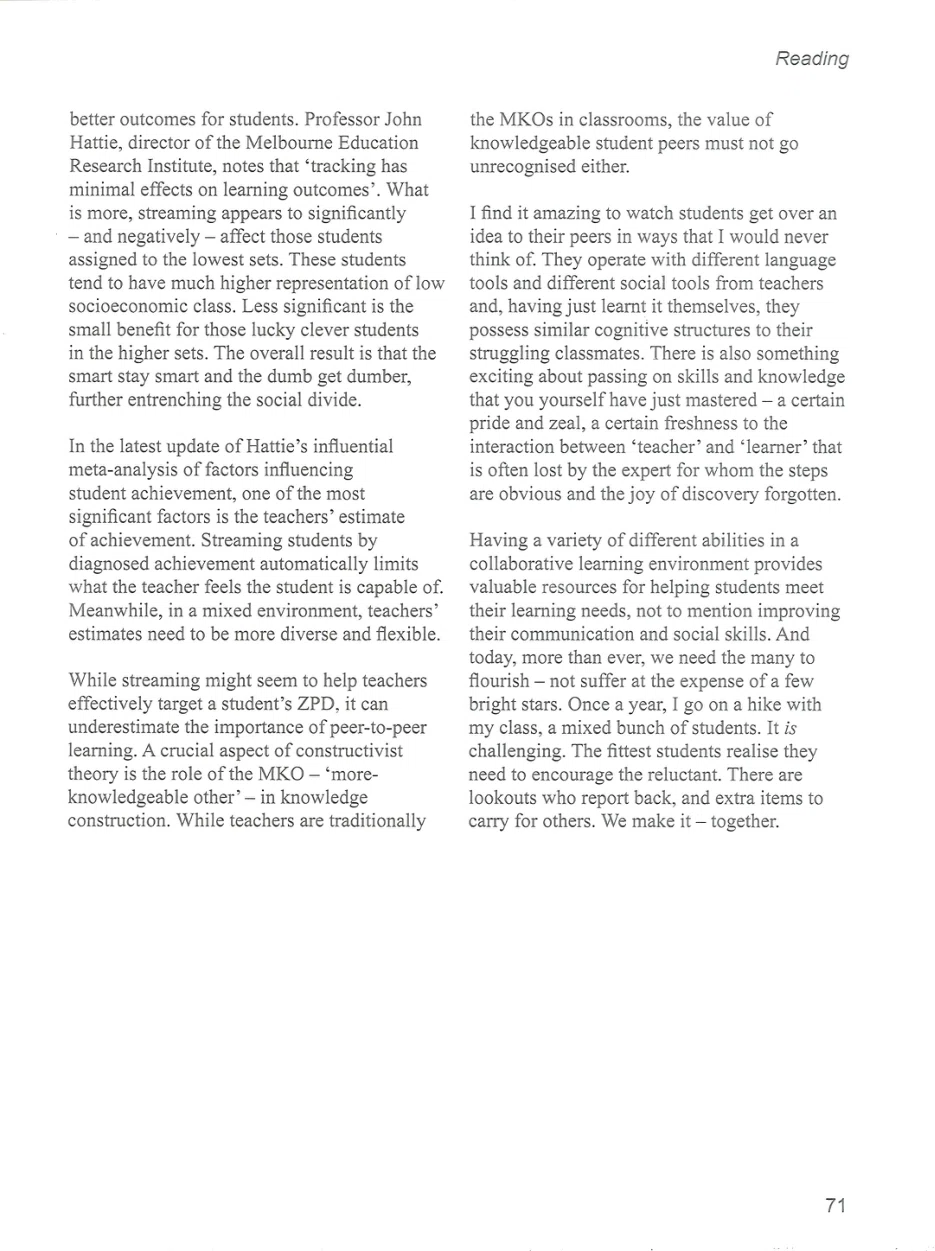 Reading
better outcomes for students. Professor John
Hattie, director of the Melbourne Education
Research Institute, notes that ‘tracking has
minimal effects on learning outcomes’. What
is more, streaming appears to significantly
– and negatively – affect those students
assigned to the lowest sets. These students
tend to have much higher representation of low
socioeconomic class. Less significant is the
small benefit for those lucky clever students
in the higher sets. The overall result is that the
smart stay smart and the dumb get dumber,
further entrenching the social divide.
In the latest update of Hattie’s influential
meta-analysis of factors influencing
student achievement, one of the most
significant factors is the teachers’ estimate
of achievement. Streaming students by
diagnosed achievement automatically limits
what the teacher feels the student is capable of.
Meanwhile, in a mixed environment, teachers’
estimates need to be more diverse and flexible.
While streaming might seem to help teachers
effectively target a student’s ZPD, it can
underestimate the importance of peer-to-peer
learning. A crucial aspect of constructivist
theory is the role of the MKO – ‘more-
knowledgeable other’ – in knowledge
construction. While teachers are traditionally
the MKOs in classrooms, the value of
knowledgeable student peers must not go
unrecognised either.
I find it amazing to watch students get over an
idea to their peers in ways that I would never
think of. They operate with different language
tools and different social tools from teachers
and, having just learnt it themselves, they
possess similar cognitive structures to their
struggling classmates. There is also something
exciting about passing on skills and knowledge
that you yourself have just mastered – a certain
pride and zeal, a certain freshness to the
interaction between ‘teacher’ and ‘learner’ that
is often lost by the expert for whom the steps
are obvious and the joy of discovery forgotten.
Having a variety of different abilities in a
collaborative learning environment provides
valuable resources for helping students meet
their learning needs, not to mention improving
their communication and social skills. And
today, more than ever, we need the many to
flourish – not suffer at the expense of a few
bright stars. Once a year, I go on a hike with
my class, a mixed bunch of students. It is
challenging. The fittest students realise they
need to encourage the reluctant. There are
lookouts who report back, and extra items to
carry for others. We make it – together.
71